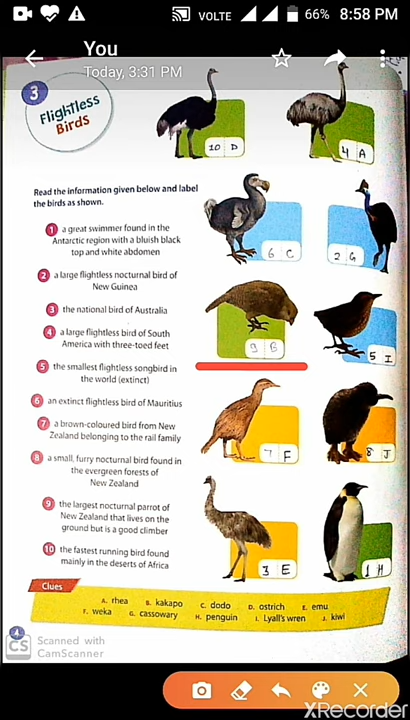 VOLTE 66% 8:58 PM
You
Today, 3:31 PM
3
Flightless
Birds
10 D
4 A
Read the information given below and label
the birds as shown.
1 a great swimmer found in the
Antarctic region with a bluish black
top and white abdomen
2 a large flightless nocturnal bird of
New Guinea
3 the national bird of Australia
4 a large flightless bird of South
America with three-toed feet
5 the smallest flightless songbird in
the world (extinct)
6 an extinct flightless bird of Mauritius
7 a brown-coloured bird from New
Zealand belonging to the rail family
8 a small, furry nocturnal bird found in
the evergreen forests of
New Zealand
9 the largest nocturnal parrot of
New Zealand that lives on the
ground but is a good climber
10 the fastest running bird found
mainly in the deserts of Africa
6 C
2 G
9 B
5 I
7 F
8 J
3 E
1 H
Clues
A. rhea B. kakapo C. dodo D. ostrich E. emu
F. weka G. cassowary H. penguin I. Lyall's wren J. kiwi
4
CS Scanned with
CamScanner
XRecorder